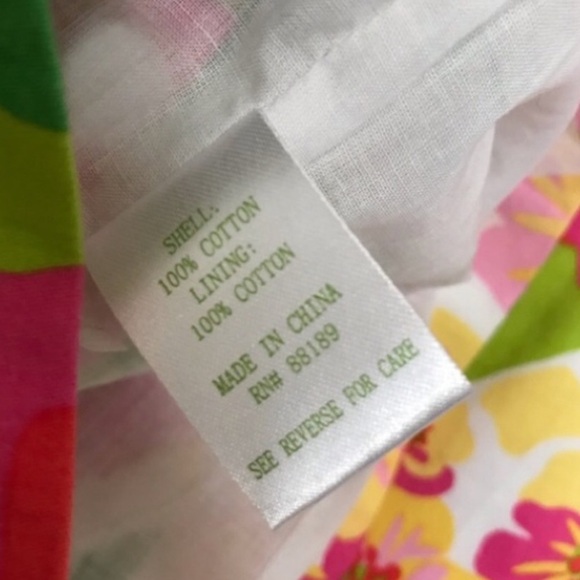 SHELL:
100% COTTON
LINING:
100% COTTON
MADE IN CHINA
RN# 88189
SEE REVERSE FOR CARE